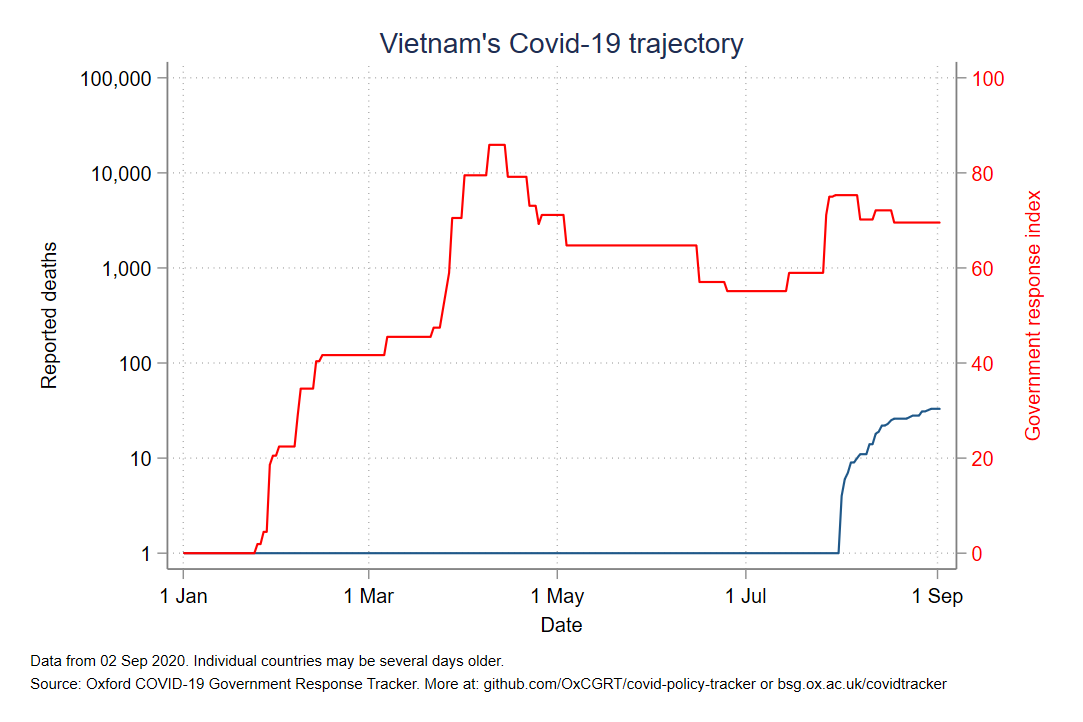 Vietnam's Covid-19 trajectory
100,000
10,000
1,000
100
10
1
Reported deaths
100
80
60
40
20
0
Government response index
1 Jan
1 Mar
1 May
1 Jul
1 Sep
Date
Data from 02 Sep 2020. Individual countries may be several days older.
Source: Oxford COVID-19 Government Response Tracker. More at: github.com/OxCGRT/covid-policy-tracker or bsg.ox.ac.uk/covidtracker